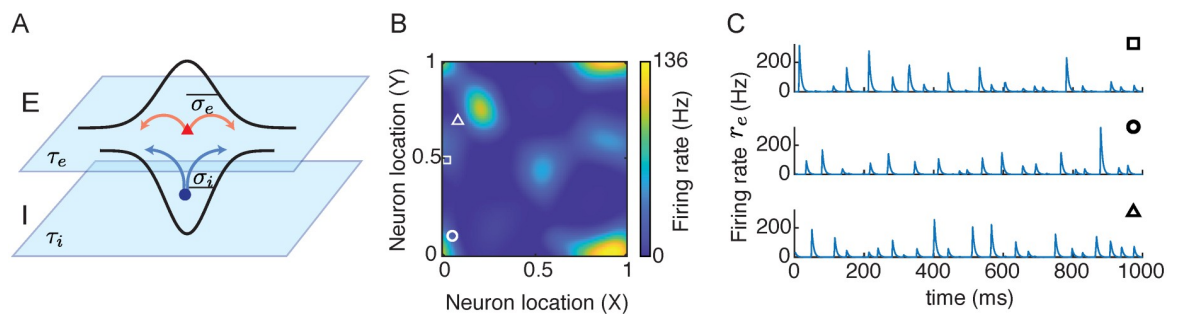 A
E
σₑ
τₑ
σᵢ
I
τᵢ
B
Neuron location (Y)
1
0.5
0
0
0.5
1
Neuron location (X)
136
0
Firing rate (Hz)
C
Firing rate rₑ (Hz)
200
0
200
0
200
0
0
200
400
600
800
1000
time (ms)